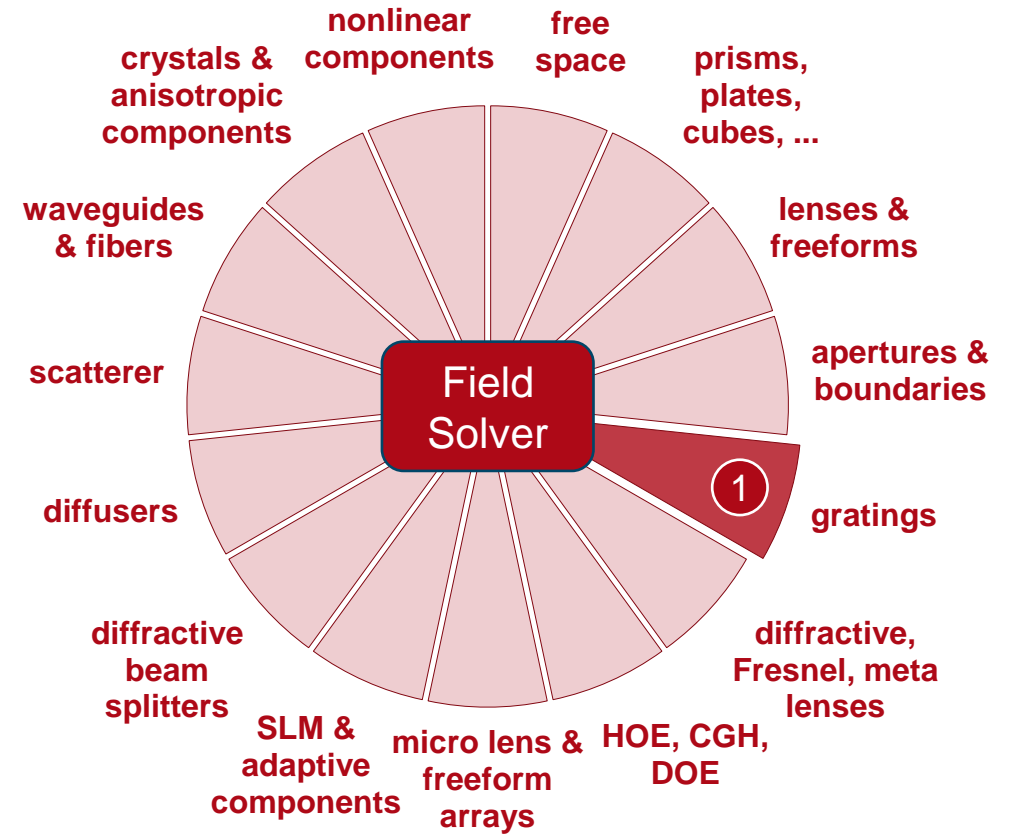 nonlinear
components
free
space
prisms,
plates,
cubes, ...
lenses &
freeforms
apertures &
boundaries
gratings
1
diffractive,
Fresnel, meta
lenses
HOE, CGH,
DOE
micro lens &
freeform
arrays
SLM &
adaptive
components
diffractive
beam
splitters
diffusers
scatterer
waveguides
& fibers
crystals &
anisotropic
components
Field
Solver